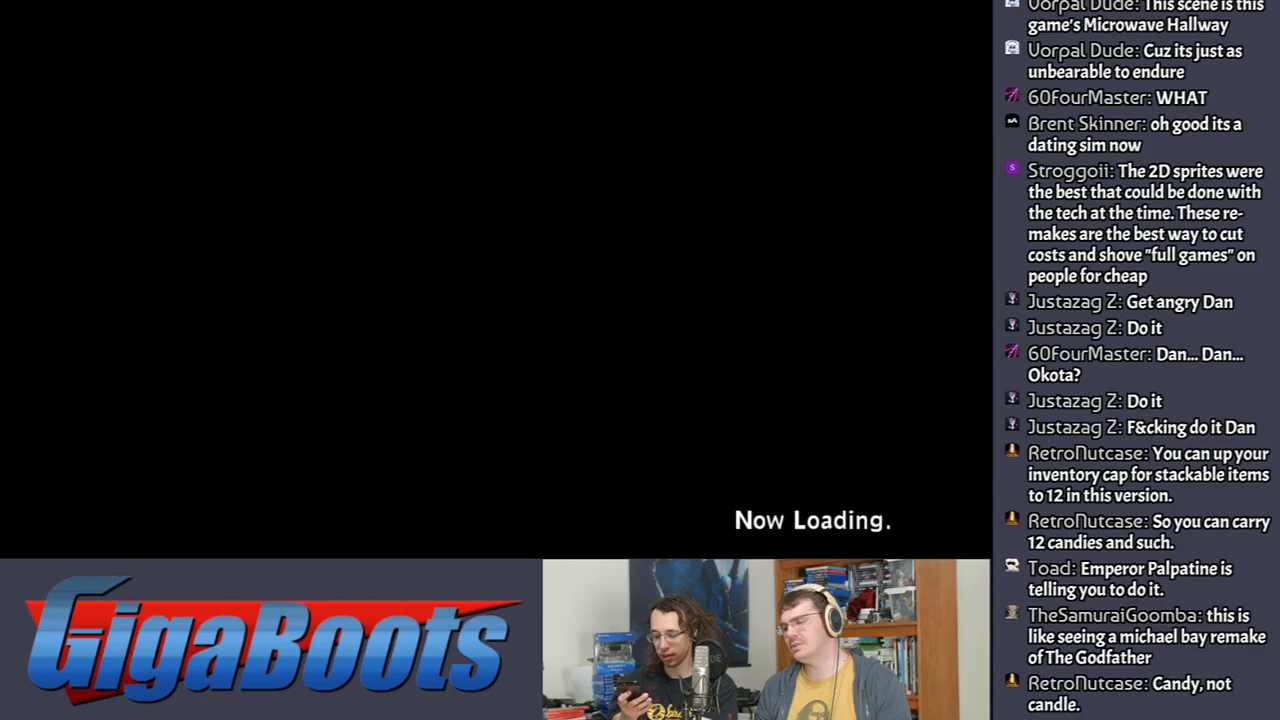 Vorpal Dude: This scene is this
game's Microwave Hallway
Vorpal Dude: Cuz its just as
unbearable to endure
60FourMaster: WHAT
Brent Skinner: oh good its a
dating sim now
Stroggoii: The 2D sprites were
the best that could be done with
the tech at the time. These re-
makes are the best way to cut
costs and shove "full games" on
people for cheap
Justazag Z: Get angry Dan
Justazag Z: Do it
60FourMaster: Dan... Dan...
Okota?
Justazag Z: Do it
Justazag Z: F&cking do it Dan
RetroNutcase: You can up your
inventory cap for stackable items
to 12 in this version.
RetroNutcase: So you can carry
12 candies and such.
Toad: Emperor Palpatine is
telling you to do it.
TheSamuraiGoomba: this is
like seeing a michael bay remake
of The Godfather
RetroNutcase: Candy, not
candle.
Now Loading.
GigaBoots